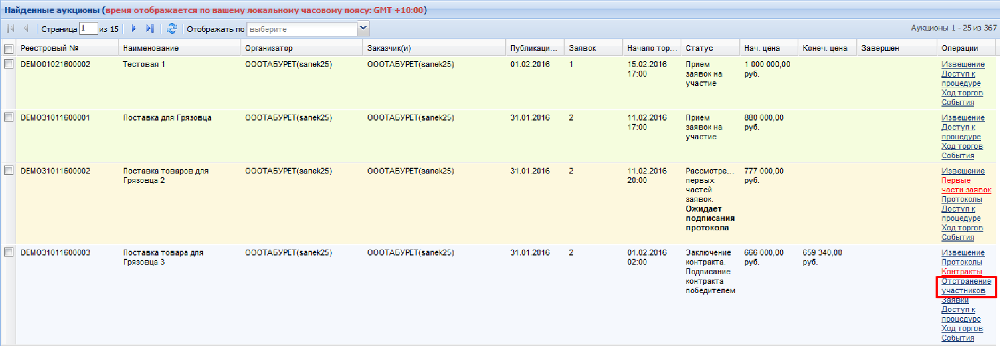 Найденные аукционы (время отображается по вашему локальному часовому поясу: GMT +10:00)
Страница 1 из 15 Отображать по выберите Аукционы 1 - 25 из 367
Реестровый № Наименование Организатор Заказчик(и) Публикаци... Заявок Начало тор... Статус Нач. цена Конеч. цена Завершен Операции
DEMO01021600002 Тестовая 1 ОООТАБУРЕТ(sanek25) ОООТАБУРЕТ(sanek25) 01.02.2016 1 15.02.2016 Прием 1 000 000,00 Извещение
17:00 заявок на руб. Доступ к
участие процедуре
Ход торгов
События
DEMO31011600001 Поставка для Грязовца ОООТАБУРЕТ(sanek25) ОООТАБУРЕТ(sanek25) 31.01.2016 2 11.02.2016 Прием 880 000,00 Извещение
17:00 заявок на руб. Доступ к
участие процедуре
Ход торгов
События
DEMO31011600002 Поставка товаров для ОООТАБУРЕТ(sanek25) ОООТАБУРЕТ(sanek25) 31.01.2016 2 11.02.2016 Рассмотре... 777 000,00 Извещение
Грязовца 2 20:00 первых руб. Первые
частей части заявок
заявок. Протоколы
Ожидает Доступ к
подписания процедуре
протокола Ход торгов
События
DEMO31011600003 Поставка товара для ОООТАБУРЕТ(sanek25) ОООТАБУРЕТ(sanek25) 31.01.2016 2 01.02.2016 Заключение 666 000,00 659 340,00 Извещение
Грязовца 3 02:00 контракта. руб. руб. Протоколы
Подписание Контракты
контракта Отстранение
победителем участников
Заявки
Доступ к
процедуре
Ход торгов
События